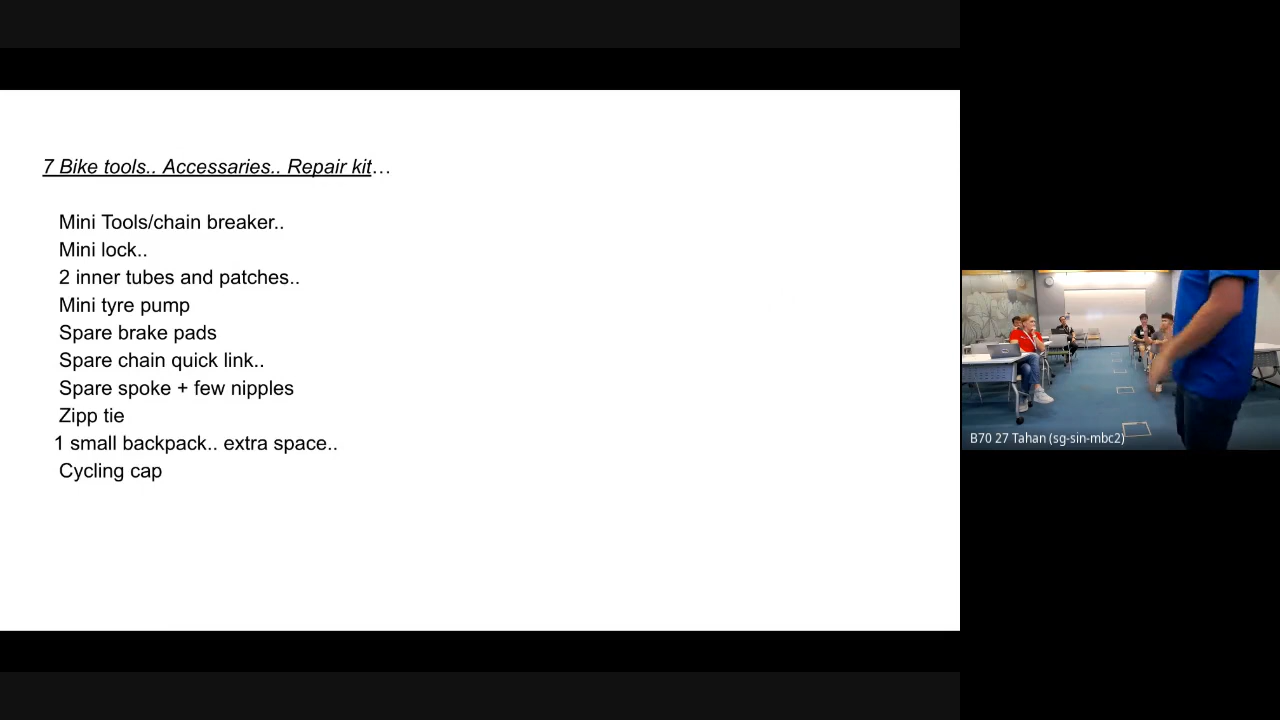 7 Bike tools.. Accessaries.. Repair kit…
Mini Tools/chain breaker..
Mini lock..
2 inner tubes and patches..
Mini tyre pump
Spare brake pads
Spare chain quick link..
Spare spoke + few nipples
Zipp tie
1 small backpack.. extra space..
Cycling cap
B70 27 Tahan (sg-sin-mbc2)